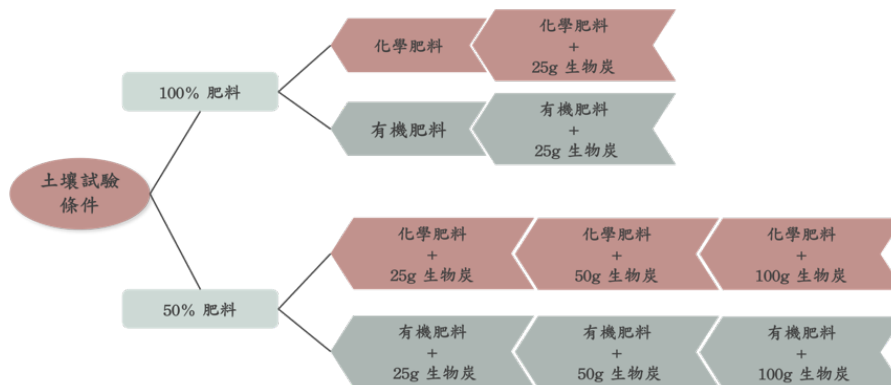 土壤試驗
條件
100% 肥料
化學肥料
化學肥料
+
25g 生物炭
有機肥料
有機肥料
+
25g 生物炭
50% 肥料
化學肥料
+
25g 生物炭
化學肥料
+
50g 生物炭
化學肥料
+
100g 生物炭
有機肥料
+
25g 生物炭
有機肥料
+
50g 生物炭
有機肥料
+
100g 生物炭